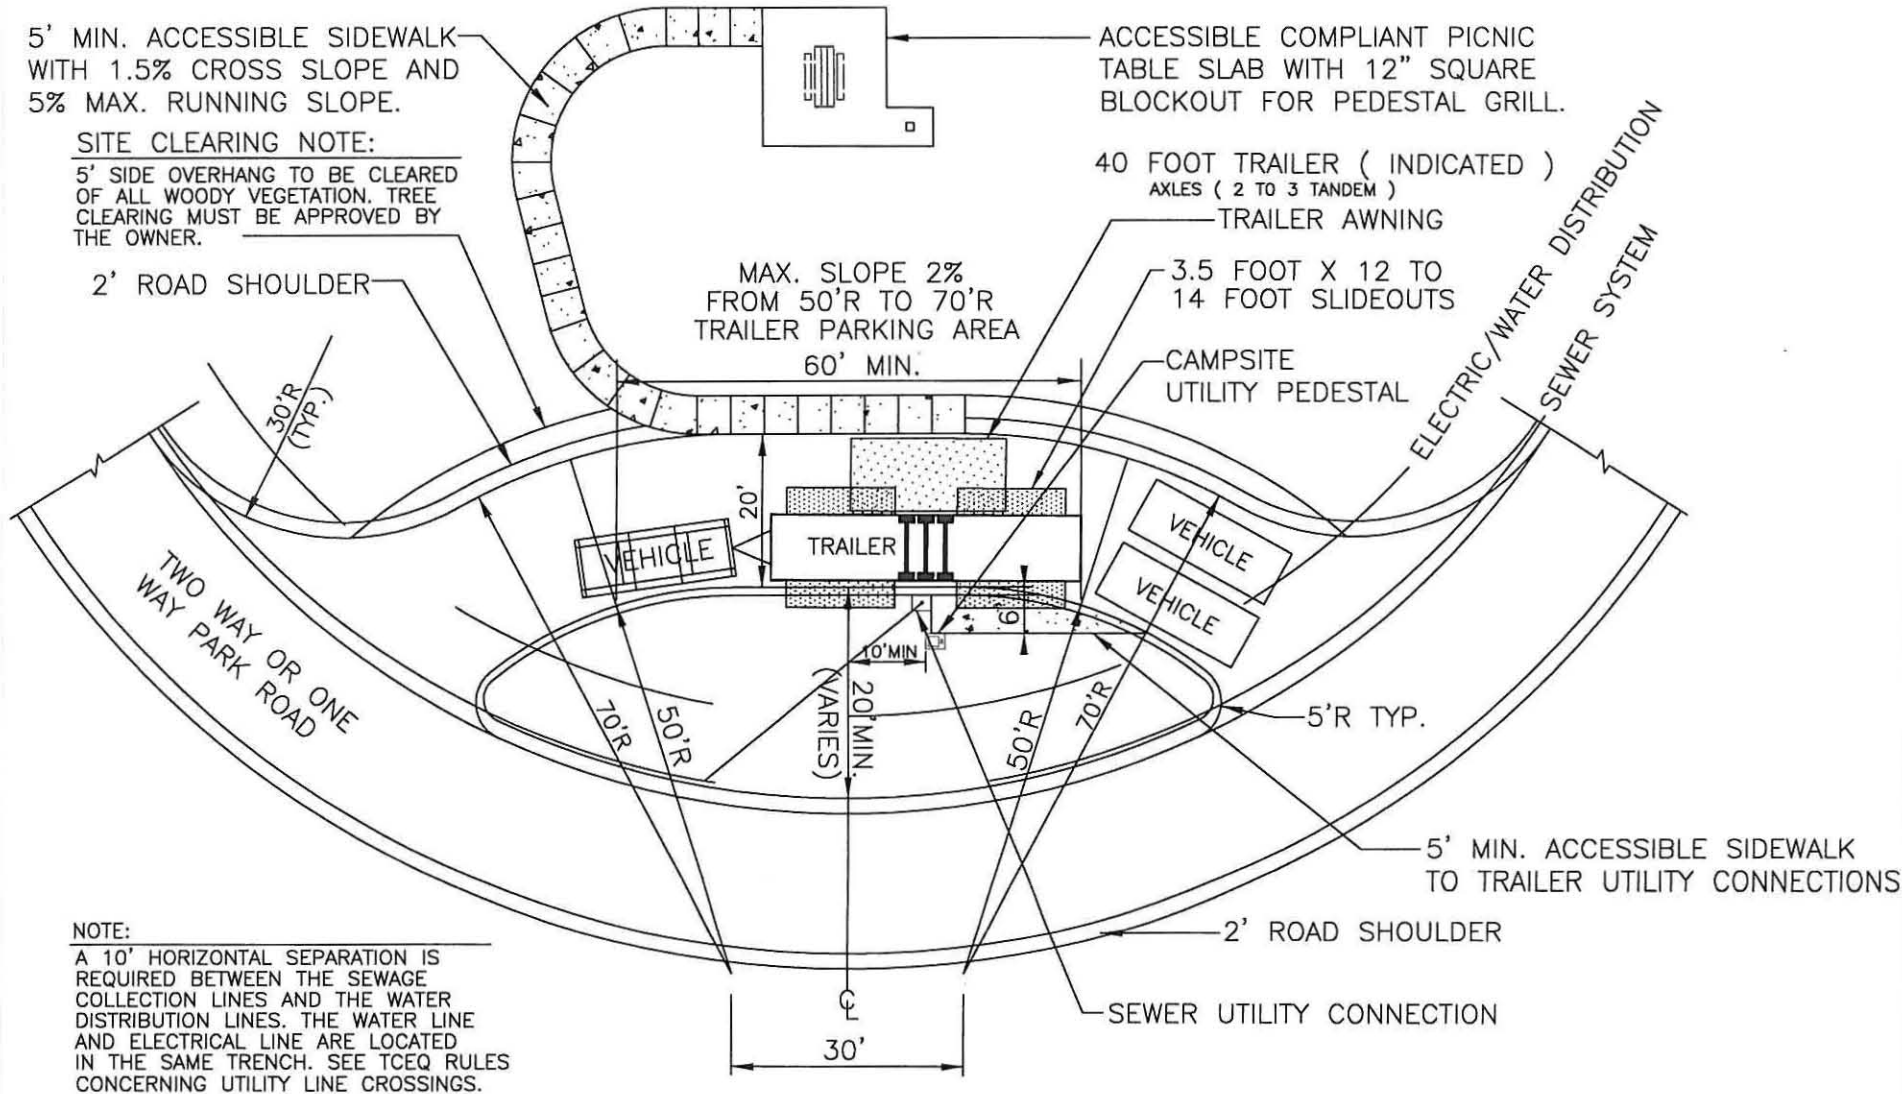 5' MIN. ACCESSIBLE SIDEWALK
WITH 1.5% CROSS SLOPE AND
5% MAX. RUNNING SLOPE.
SITE CLEARING NOTE:
5' SIDE OVERHANG TO BE CLEARED
OF ALL WOODY VEGETATION. TREE
CLEARING MUST BE APPROVED BY
THE OWNER.
2' ROAD SHOULDER
ACCESSIBLE COMPLIANT PICNIC
TABLE SLAB WITH 12" SQUARE
BLOCKOUT FOR PEDESTAL GRILL.
40 FOOT TRAILER ( INDICATED )
AXLES ( 2 TO 3 TANDEM )
TRAILER AWNING
3.5 FOOT X 12 TO
14 FOOT SLIDEOUTS
CAMPSITE
UTILITY PEDESTAL
ELECTRIC/WATER DISTRIBUTION
SEWER SYSTEM
MAX. SLOPE 2%
FROM 50'R TO 70'R
TRAILER PARKING AREA
60' MIN.
30'R
(TYP.)
20'
VEHICLE
TRAILER
VEHICLE
VEHICLE
6'
10'MIN
20'MIN.
(VARIES)
TWO WAY OR ONE
WAY PARK ROAD
70'R
50'R
50'R
70'R
5'R TYP.
5' MIN. ACCESSIBLE SIDEWALK
TO TRAILER UTILITY CONNECTIONS
2' ROAD SHOULDER
SEWER UTILITY CONNECTION
CL
30'
NOTE:
A 10' HORIZONTAL SEPARATION IS
REQUIRED BETWEEN THE SEWAGE
COLLECTION LINES AND THE WATER
DISTRIBUTION LINES. THE WATER LINE
AND ELECTRICAL LINE ARE LOCATED
IN THE SAME TRENCH. SEE TCEQ RULES
CONCERNING UTILITY LINE CROSSINGS.